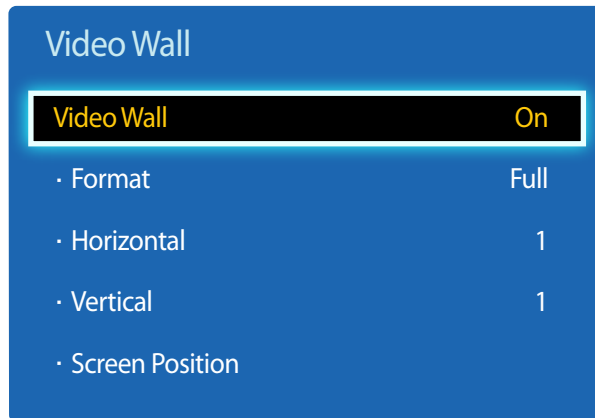 Video Wall
Video Wall On
· Format Full
· Horizontal 1
· Vertical 1
· Screen Position